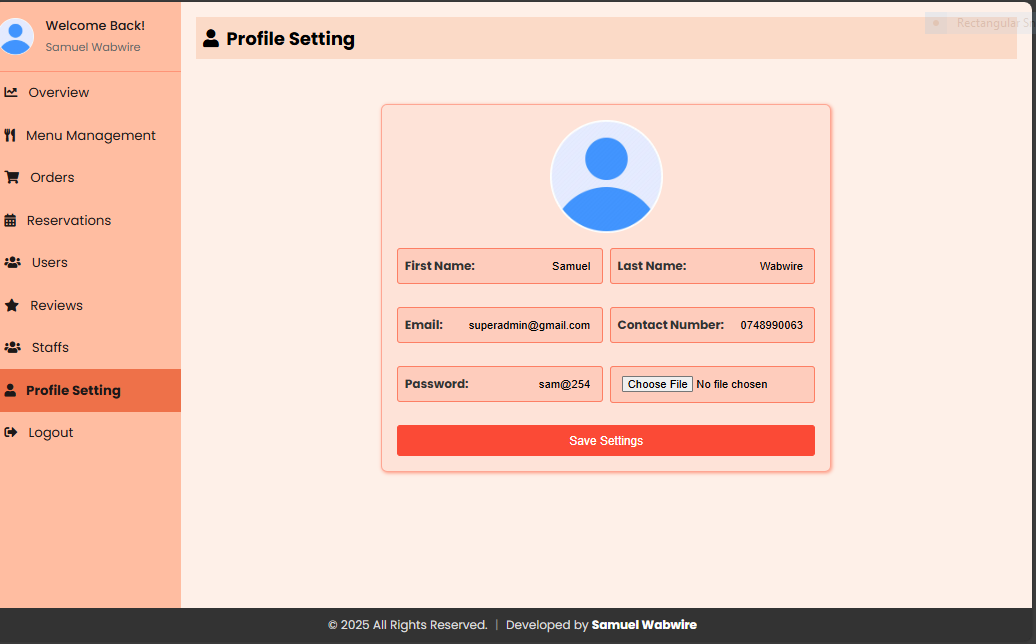 Welcome Back!
Samuel Wabwire
Overview
Menu Management
Orders
Reservations
Users
Reviews
Staffs
Profile Setting
Logout
Profile Setting
Rectangular
First Name: Samuel
Last Name: Wabwire
Email: superadmin@gmail.com
Contact Number: 0748990063
Password: sam@254
Choose File No file chosen
Save Settings
© 2025 All Rights Reserved. | Developed by Samuel Wabwire